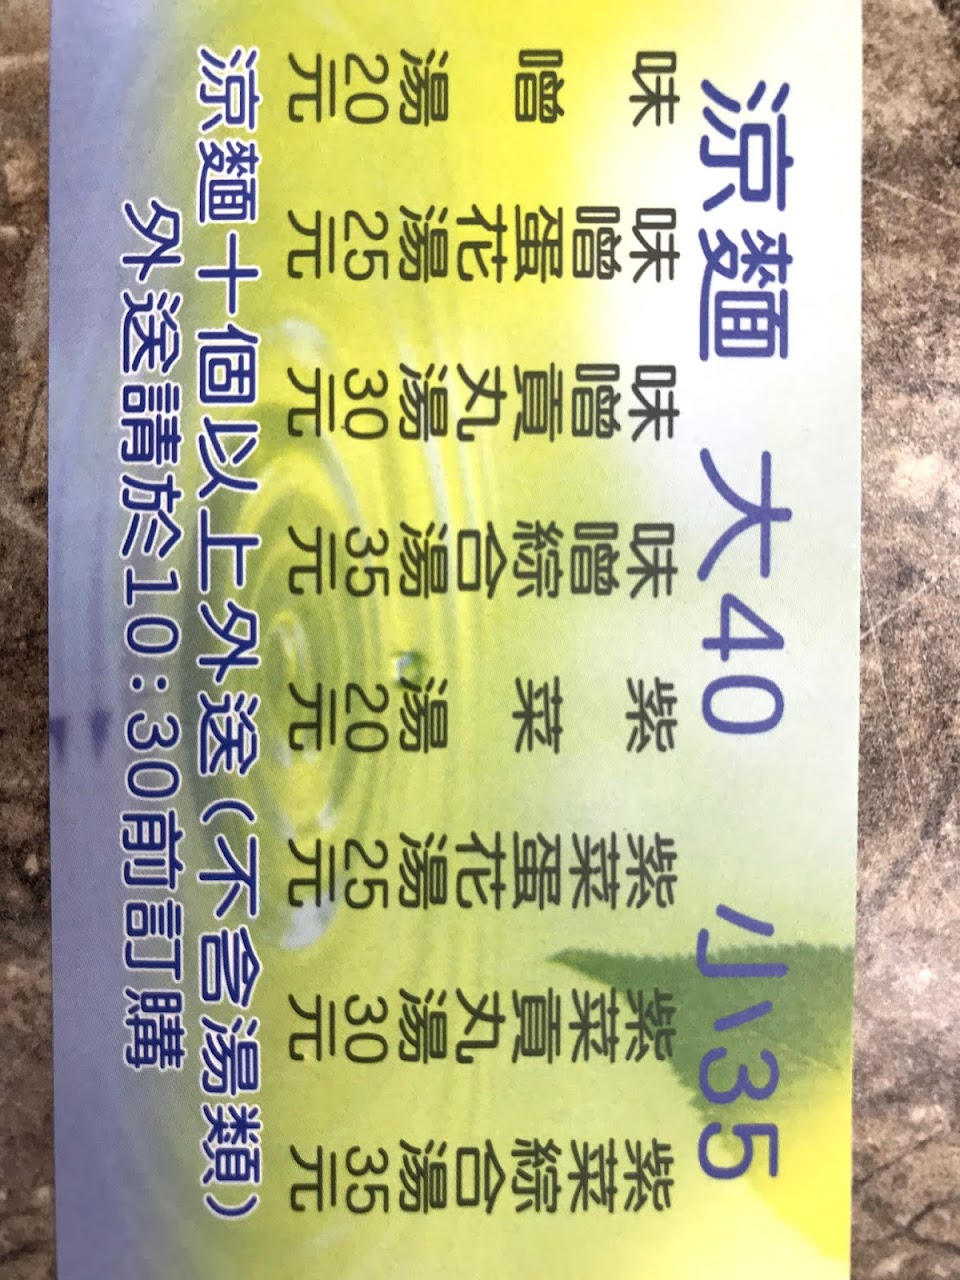 涼麵 大40 小35
味噌湯20元
味噌蛋花湯25元
味噌貢丸湯30元
味噌綜合湯35元
紫菜湯20元
紫菜蛋花湯25元
紫菜貢丸湯30元
紫菜綜合湯35元
涼麵十個以上外送(不含湯類)
外送請於10:30前訂購